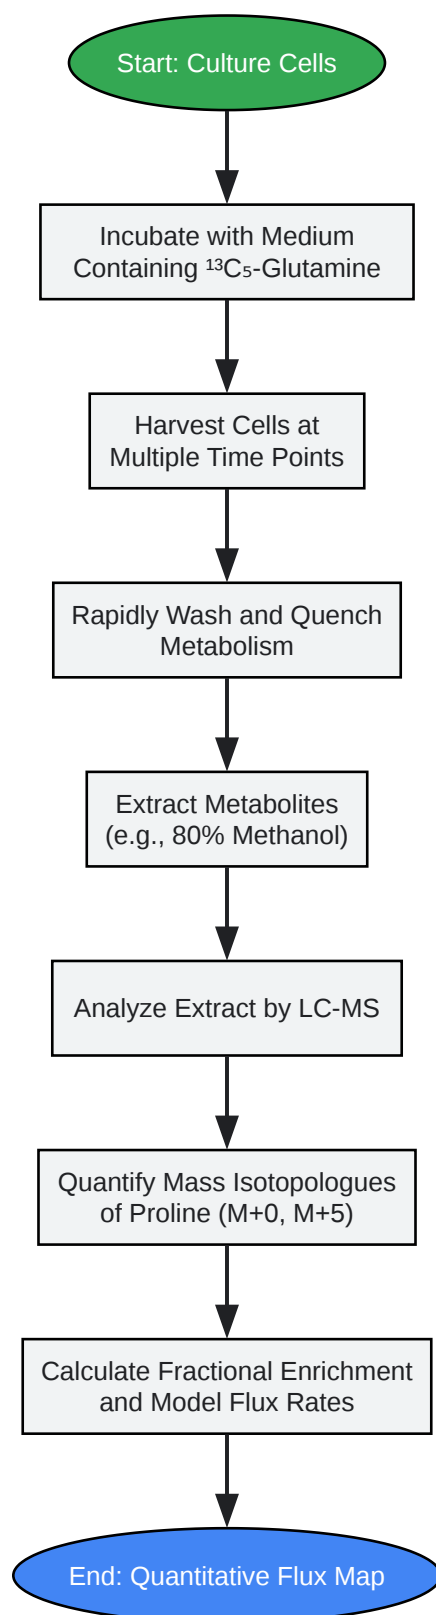 Start: Culture Cells
Incubate with Medium
Containing ¹³C₅-Glutamine
Harvest Cells at
Multiple Time Points
Rapidly Wash and Quench
Metabolism
Extract Metabolites
(e.g., 80% Methanol)
Analyze Extract by LC-MS
Quantify Mass Isotopologues
of Proline (M+0, M+5)
Calculate Fractional Enrichment
and Model Flux Rates
End: Quantitative Flux Map